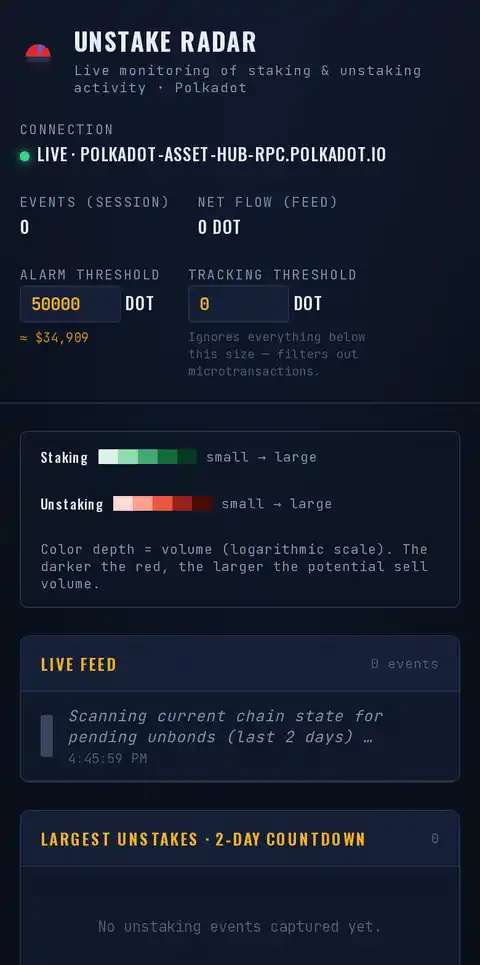 UNSTAKE RADAR
Live monitoring of staking & unstaking
activity · Polkadot
CONNECTION
LIVE · POLKADOT-ASSET-HUB-RPC.POLKADOT.IO
EVENTS (SESSION) NET FLOW (FEED)
0 0 DOT
ALARM THRESHOLD TRACKING THRESHOLD
50000 DOT 0 DOT
≈ $34,909
Ignores everything below
this size — filters out
microtransactions.
Staking small → large
Unstaking small → large
Color depth = volume (logarithmic scale). The
darker the red, the larger the potential sell
volume.
LIVE FEED 0 events
Scanning current chain state for
pending unbonds (last 2 days) …
4:45:59 PM
LARGEST UNSTAKES · 2-DAY COUNTDOWN 0
No unstaking events captured yet.